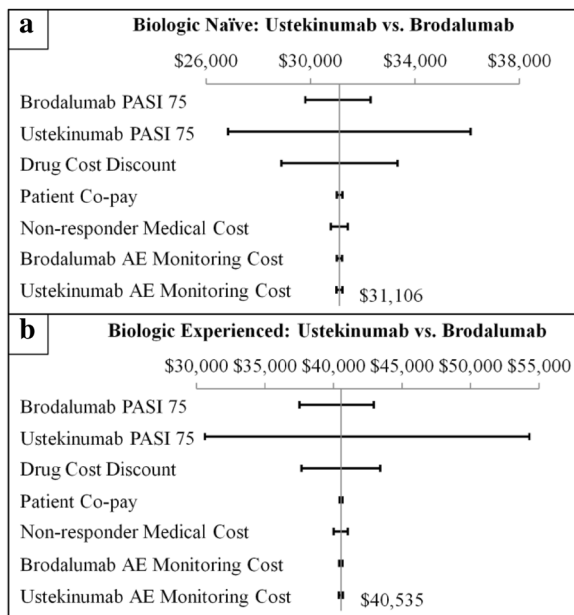 a
Biologic Naïve: Ustekinumab vs. Brodalumab
$26,000 $30,000 $34,000 $38,000
Brodalumab PASI 75
Ustekinumab PASI 75
Drug Cost Discount
Patient Co-pay
Non-responder Medical Cost
Brodalumab AE Monitoring Cost
Ustekinumab AE Monitoring Cost $31,106
b
Biologic Experienced: Ustekinumab vs. Brodalumab
$30,000 $35,000 $40,000 $45,000 $50,000 $55,000
Brodalumab PASI 75
Ustekinumab PASI 75
Drug Cost Discount
Patient Co-pay
Non-responder Medical Cost
Brodalumab AE Monitoring Cost
Ustekinumab AE Monitoring Cost $40,535